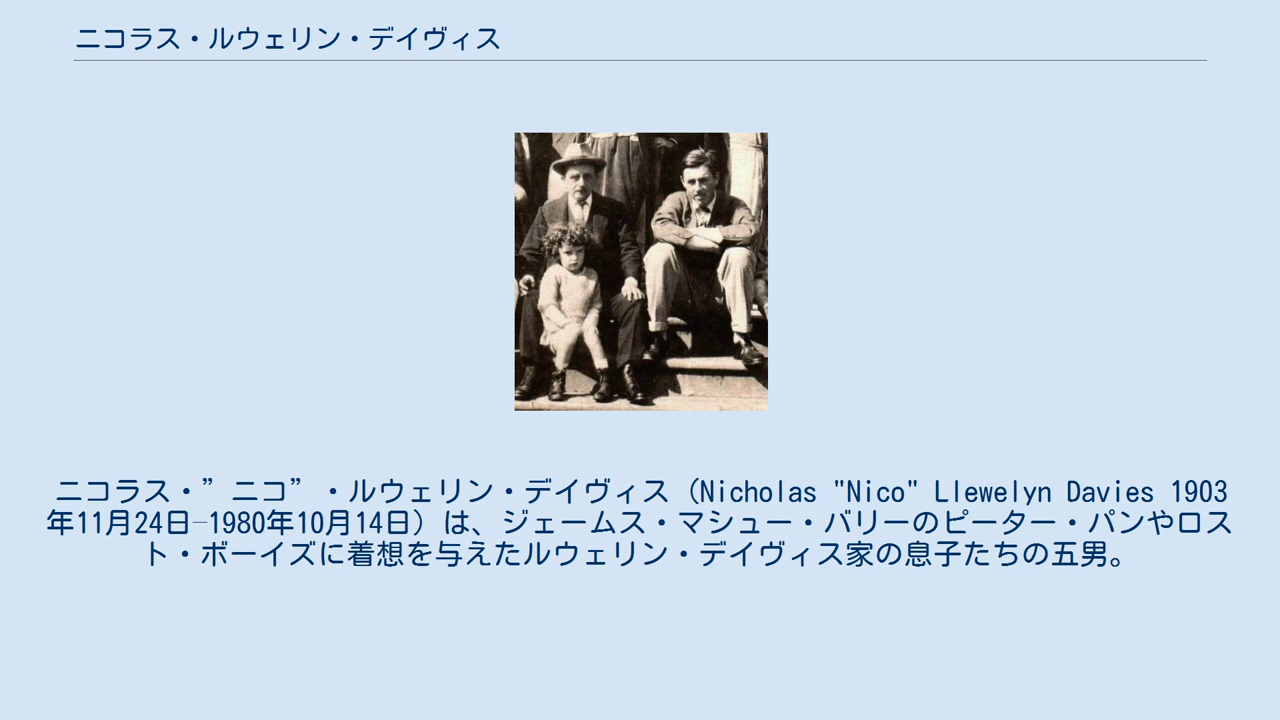 ニコラス・ルウェリン・デイヴィス
ニコラス・”ニコ”・ルウェリン・デイヴィス（Nicholas "Nico" Llewelyn Davies 1903
年11月24日–1980年10月14日）は、ジェームス・マシュー・バリーのピーター・パンやロス
ト・ボーイズに着想を与えたルウェリン・デイヴィス家の息子たちの五男。